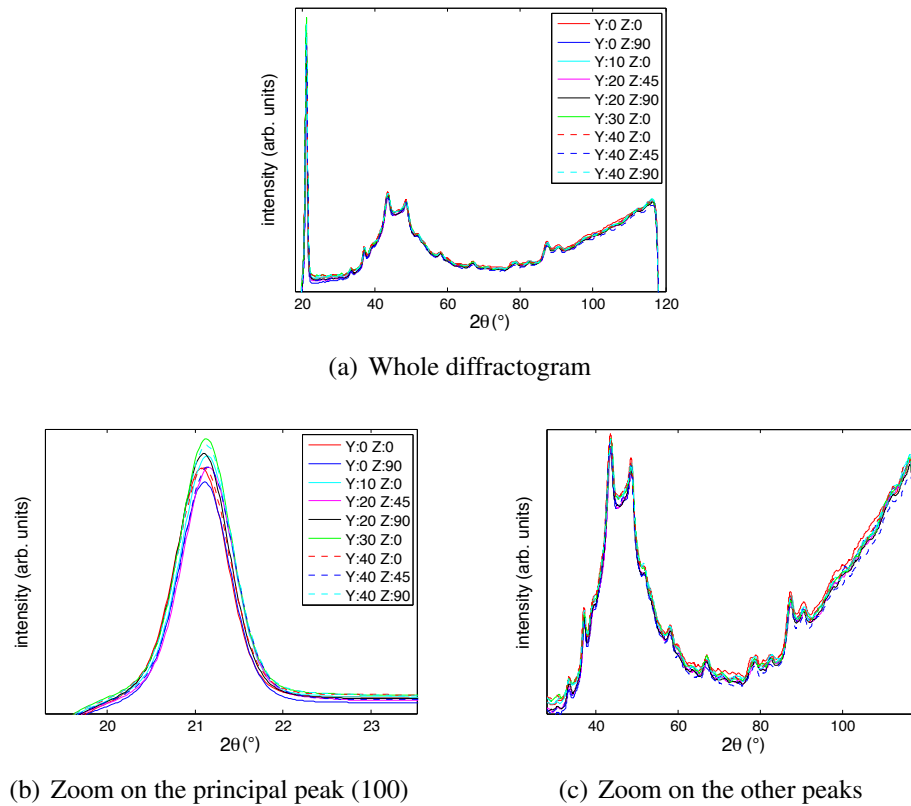 intensity (arb. units)
Y:0 Z:0
Y:0 Z:90
Y:10 Z:0
Y:20 Z:45
Y:20 Z:90
Y:30 Z:0
Y:40 Z:0
Y:40 Z:45
Y:40 Z:90
20 40 60 80 100 120
2θ (°)
(a) Whole diffractogram
intensity (arb. units)
Y:0 Z:0
Y:0 Z:90
Y:10 Z:0
Y:20 Z:45
Y:20 Z:90
Y:30 Z:0
Y:40 Z:0
Y:40 Z:45
Y:40 Z:90
20 21 22 23
2θ (°)
(b) Zoom on the principal peak (100)
intensity (arb. units)
40 60 80 100
2θ (°)
(c) Zoom on the other peaks